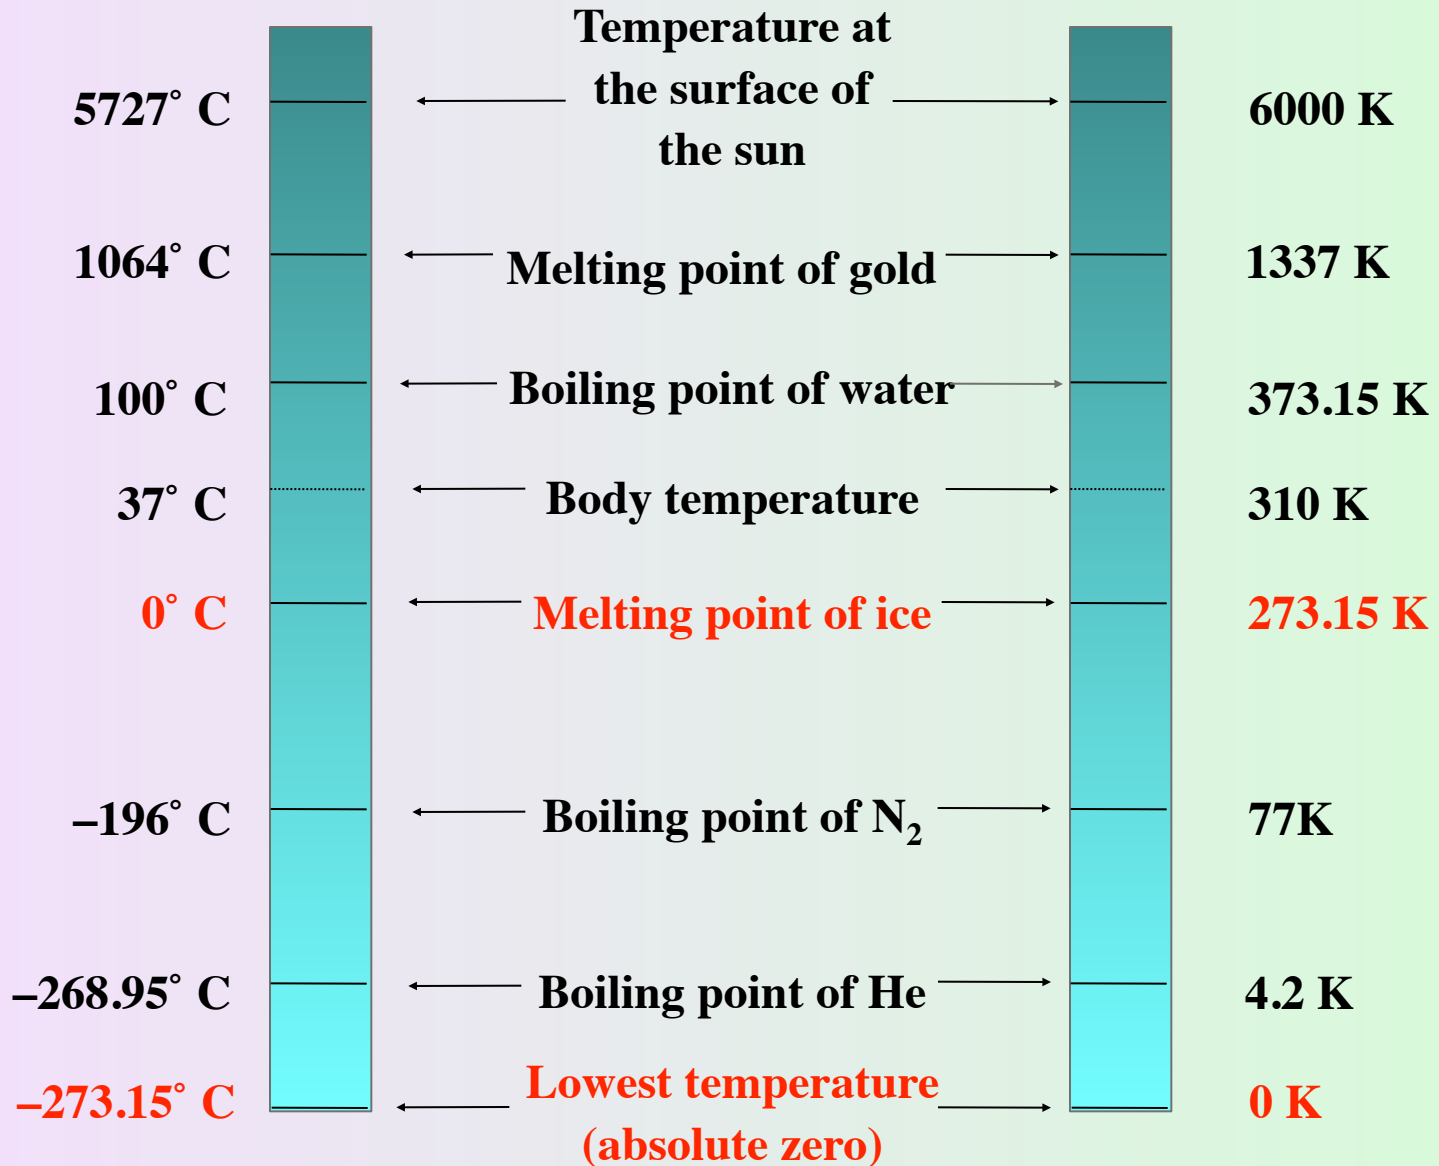 Temperature at
5727° C the surface of 6000 K
the sun
1064° C Melting point of gold 1337 K
100° C Boiling point of water 373.15 K
37° C Body temperature 310 K
0° C Melting point of ice 273.15 K
–196° C Boiling point of N₂ 77K
–268.95° C Boiling point of He 4.2 K
–273.15° C Lowest temperature 0 K
(absolute zero)